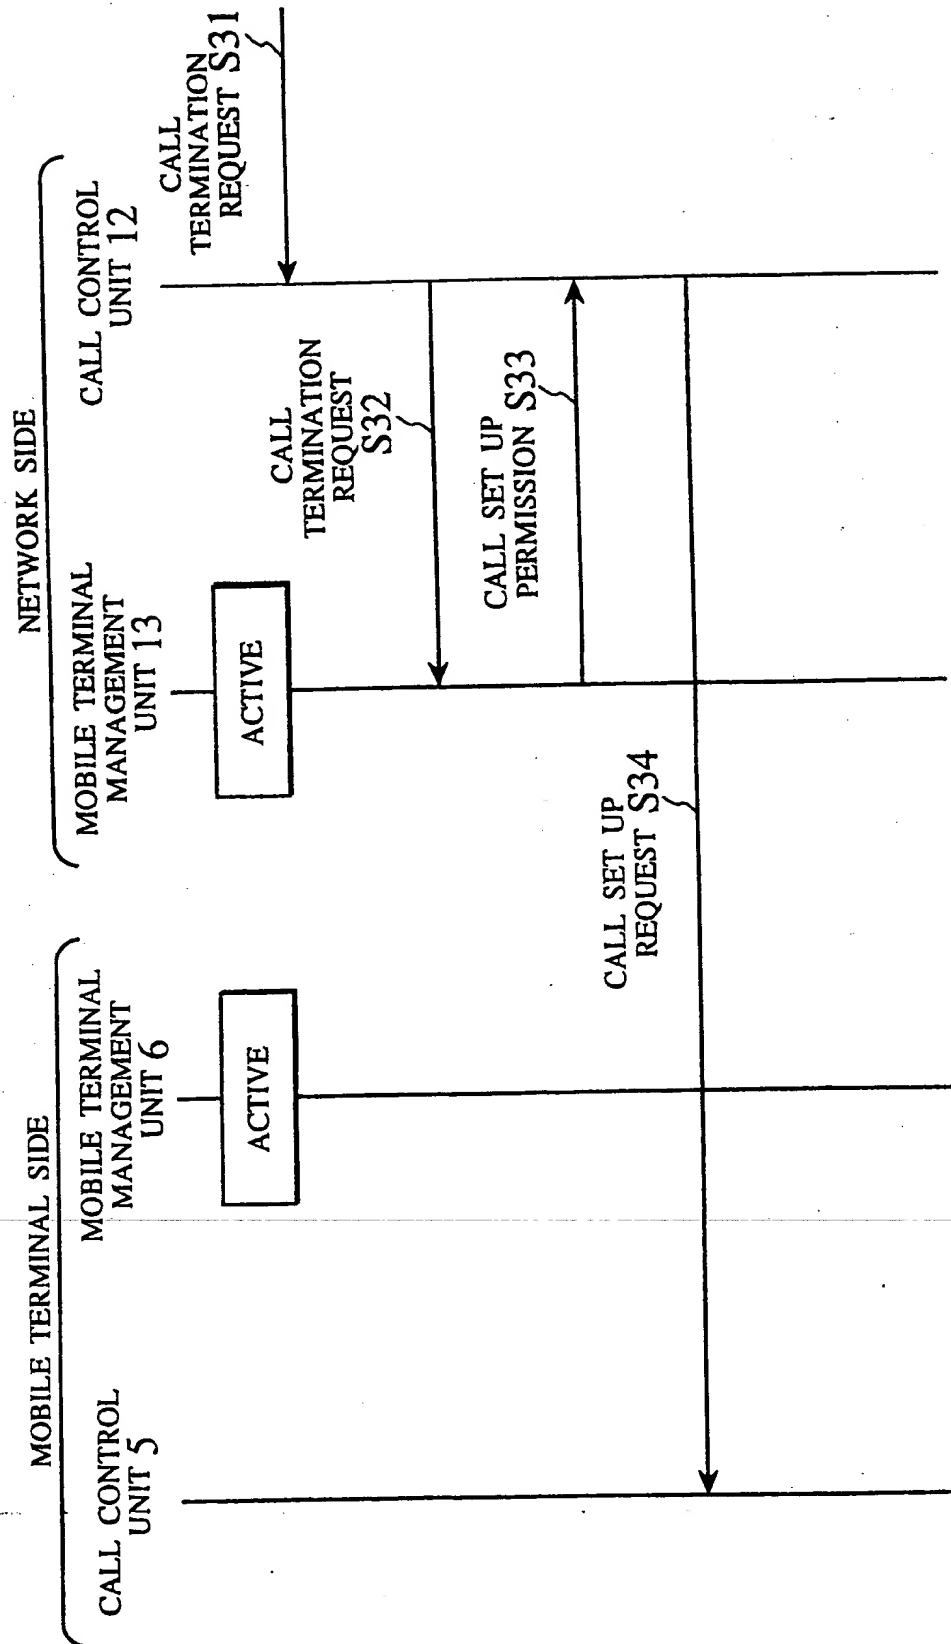 MOBILE TERMINAL SIDE
NETWORK SIDE
CALL CONTROL
UNIT 5
MOBILE TERMINAL
MANAGEMENT
UNIT 6
MOBILE TERMINAL
MANAGEMENT
UNIT 13
CALL CONTROL
UNIT 12
ACTIVE
ACTIVE
CALL
TERMINATION
REQUEST S31
CALL
TERMINATION
REQUEST
S32
CALL SET UP
PERMISSION S33
CALL SET UP
REQUEST S34